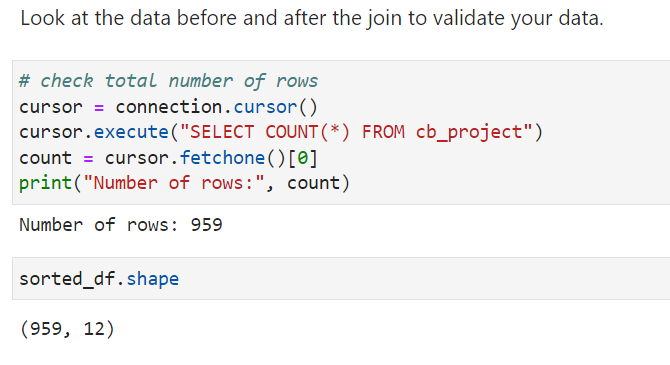 Look at the data before and after the join to validate your data.
# check total number of rows
cursor = connection.cursor()
cursor.execute("SELECT COUNT(*) FROM cb_project")
count = cursor.fetchone()[0]
print("Number of rows:", count)
Number of rows: 959
sorted_df.shape
(959, 12)